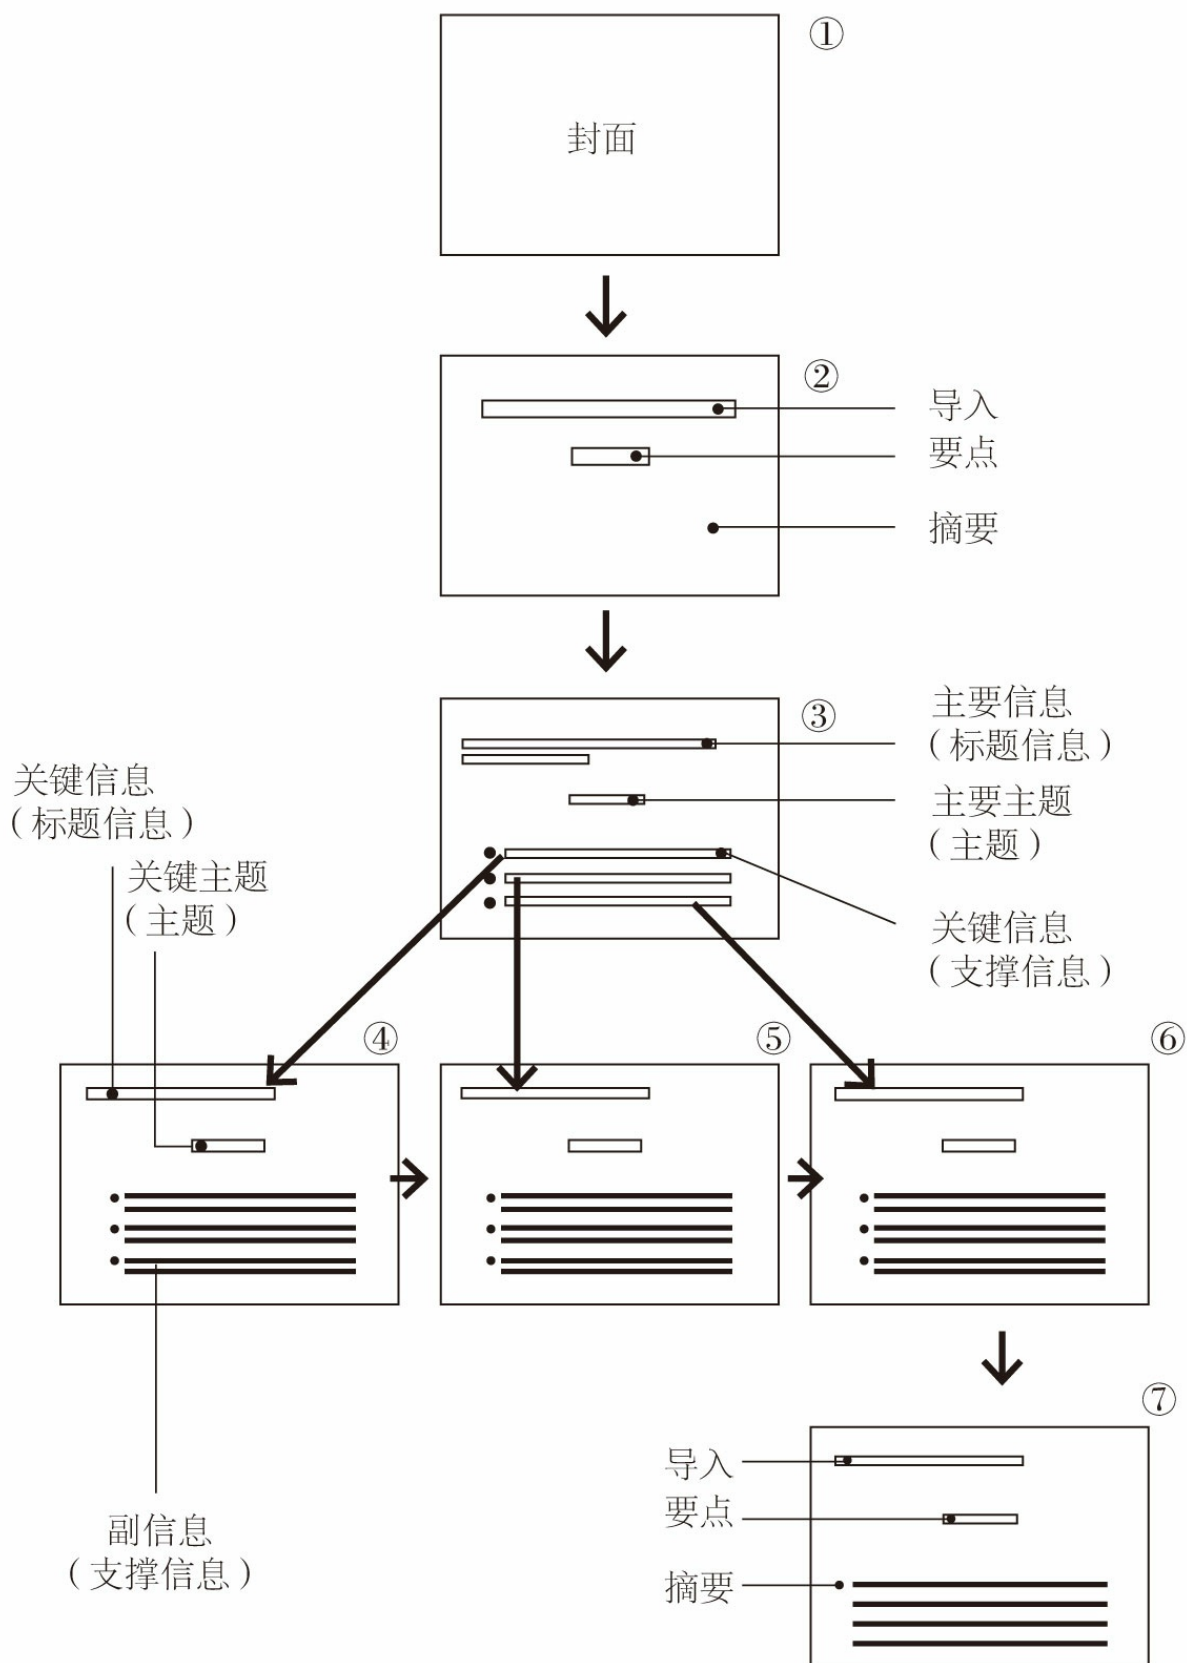 ①
封面
②
导入
要点
摘要
③
主要信息
（标题信息）
主要主题
（主题）
关键信息
（支撑信息）
关键信息
（标题信息）
关键主题
（主题）
④
⑤
⑥
副信息
（支撑信息）
⑦
导入
要点
摘要